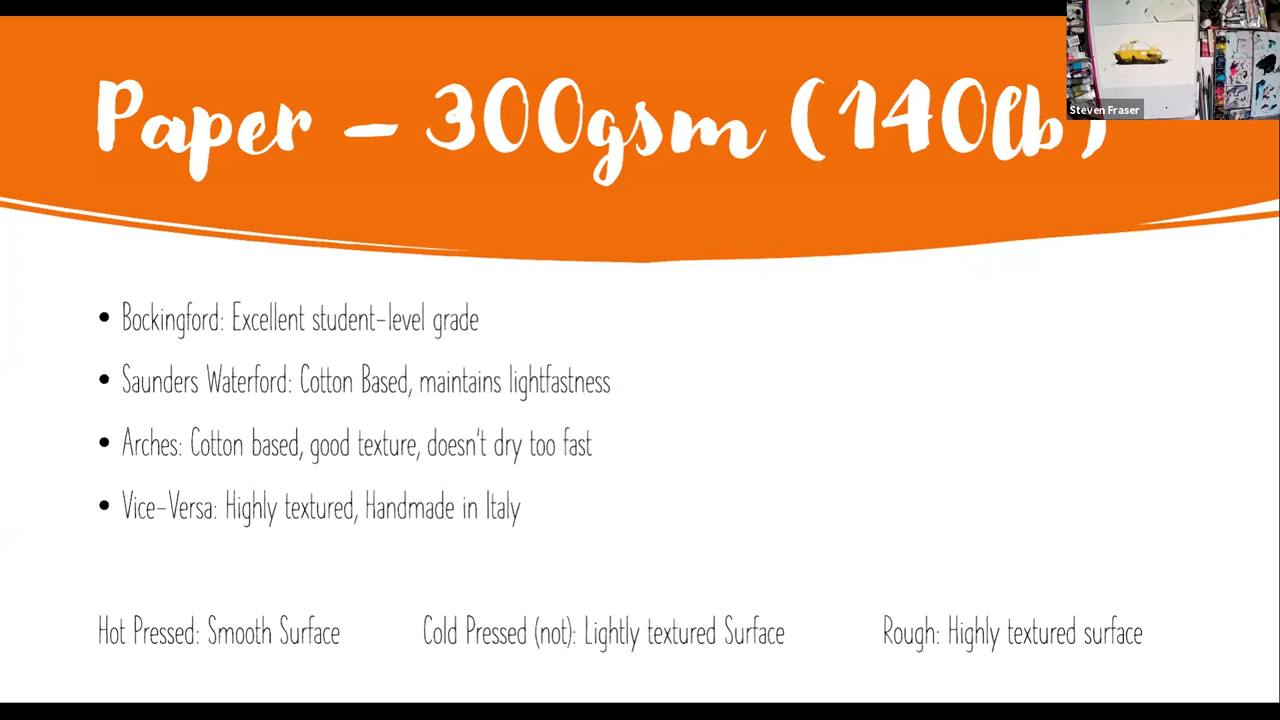 Paper – 300gsm (140lb)
Steven Fraser
• Bockingford: Excellent student-level grade
• Saunders Waterford: Cotton Based, maintains lightfastness
• Arches: Cotton based, good texture, doesn't dry too fast
• Vice-Versa: Highly textured, Handmade in Italy
Hot Pressed: Smooth Surface
Cold Pressed (not): Lightly textured Surface
Rough: Highly textured surface